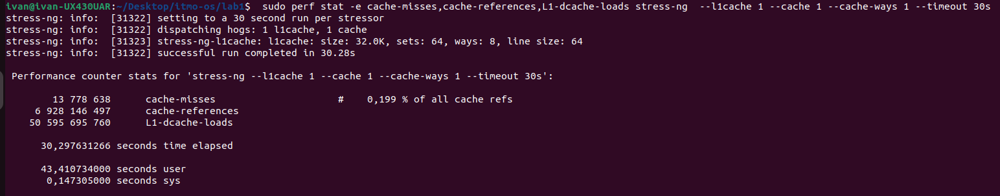 ivan@ivan-UX430UAR:~/Desktop/itmo-os/lab1$  sudo perf stat -e cache-misses,cache-references,L1-dcache-loads stress-ng  --l1cache 1 --cache 1 --cache-ways 1 --timeout 30s
stress-ng: info:  [31322] setting to a 30 second run per stressor
stress-ng: info:  [31322] dispatching hogs: 1 l1cache, 1 cache
stress-ng: info:  [31323] stress-ng-l1cache: l1cache: size: 32.0K, sets: 64, ways: 8, line size: 64
stress-ng: info:  [31322] successful run completed in 30.28s
Performance counter stats for 'stress-ng --l1cache 1 --cache 1 --cache-ways 1 --timeout 30s':
13 778 638      cache-misses                     #    0,199 % of all cache refs
6 928 146 497      cache-references
50 595 695 760      L1-dcache-loads
30,297631266 seconds time elapsed
43,410734000 seconds user
0,147305000 seconds sys